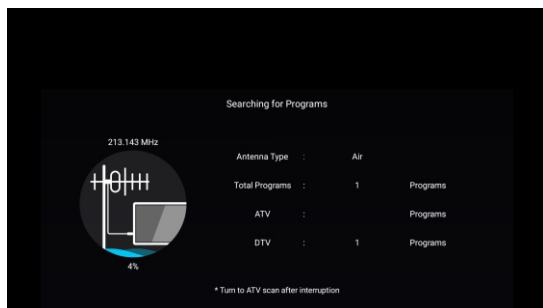 Searching for Programs
213.143 MHz
Antenna Type : Air
Total Programs : 1 Programs
ATV : Programs
DTV : 1 Programs
4%
* Turn to ATV scan after interruption